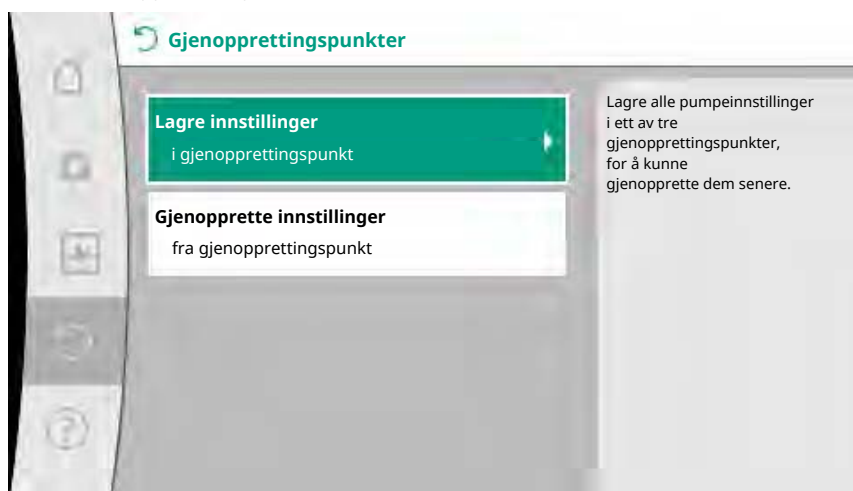 Gjenopprettingspunkter
Lagre innstillinger
i gjenopprettingspunkt
Gjenopprette innstillinger
fra gjenopprettingspunkt
Lagre alle pumpeinnstillinger
i ett av tre
gjenopprettingspunkter,
for å kunne
gjenopprette dem senere.